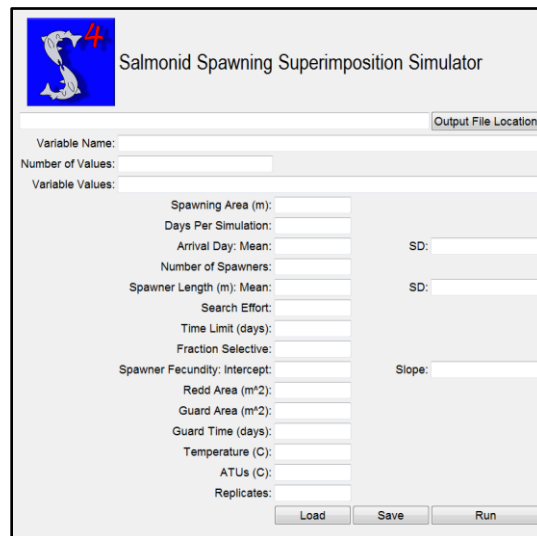 4
Salmonid Spawning Superimposition Simulator
Output File Location
Variable Name:
Number of Values:
Variable Values:
Spawning Area (m):
Days Per Simulation:
Arrival Day: Mean: SD:
Number of Spawners:
Spawner Length (m): Mean: SD:
Search Effort:
Time Limit (days):
Fraction Selective:
Spawner Fecundity: Intercept: Slope:
Redd Area (m^2):
Guard Area (m^2):
Guard Time (days):
Temperature (C):
ATUs (C):
Replicates:
Load Save Run